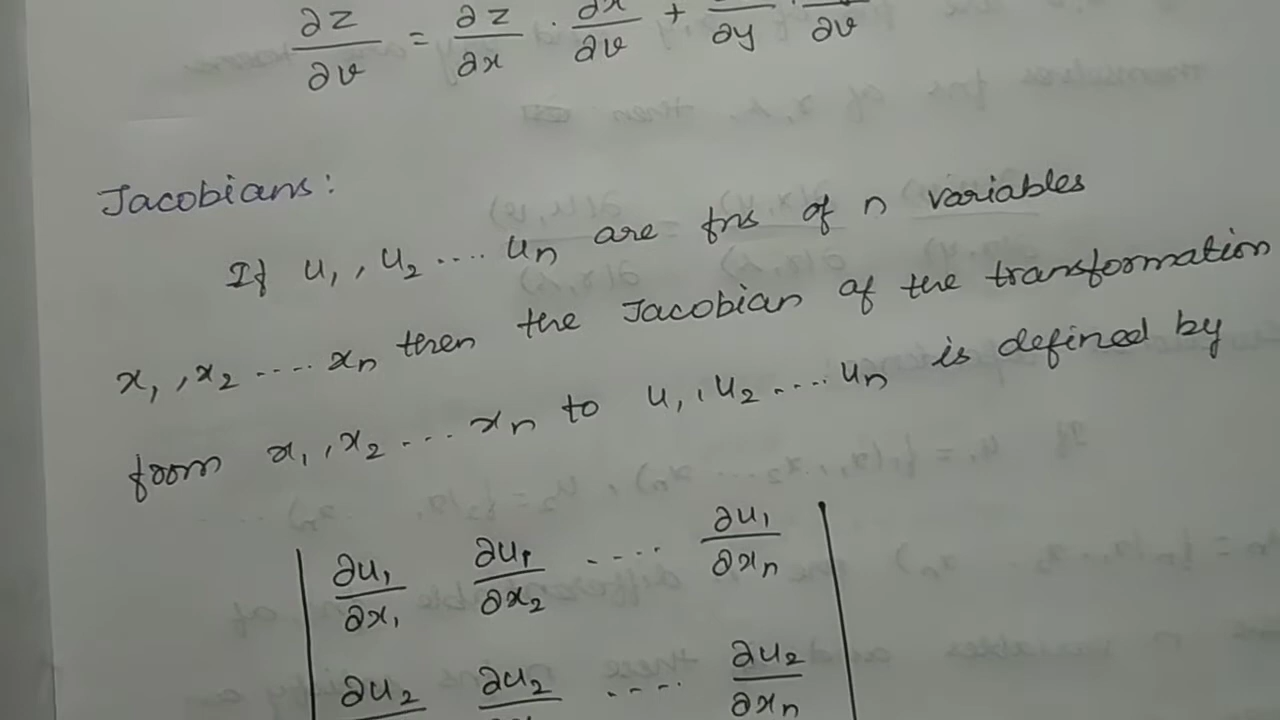 ∂z/∂v = ∂z/∂x · ∂x/∂v + /∂y · /∂v
Jacobians:
If u₁, u₂ .... uₙ are fns of n variables
x₁, x₂ .... xₙ then the Jacobian of the transformation
from x₁, x₂ ... xₙ to u₁, u₂ .... uₙ is defined by
| ∂u₁/∂x₁ ∂u₁/∂x₂ .... ∂u₁/∂xₙ |
| ∂u₂ ∂u₂ .... ∂u₂/∂xₙ |